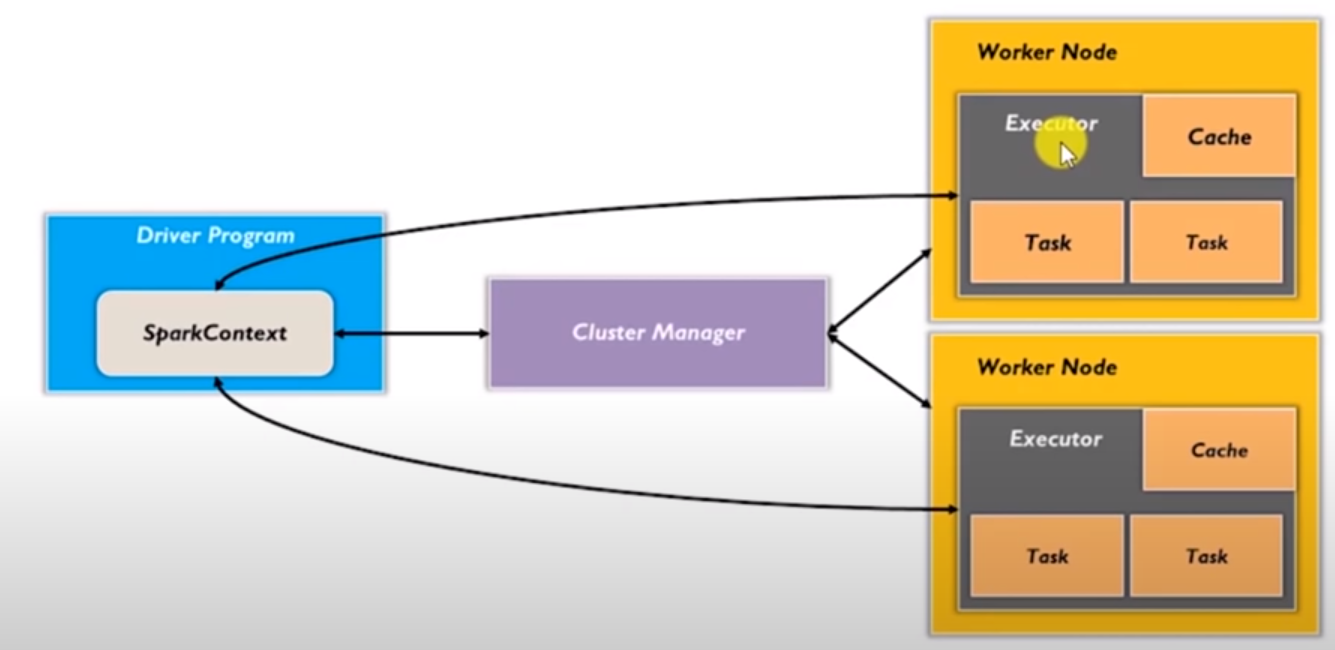 Worker Node
Executor
Cache
Task
Task
Driver Program
SparkContext
Cluster Manager
Worker Node
Executor
Cache
Task
Task